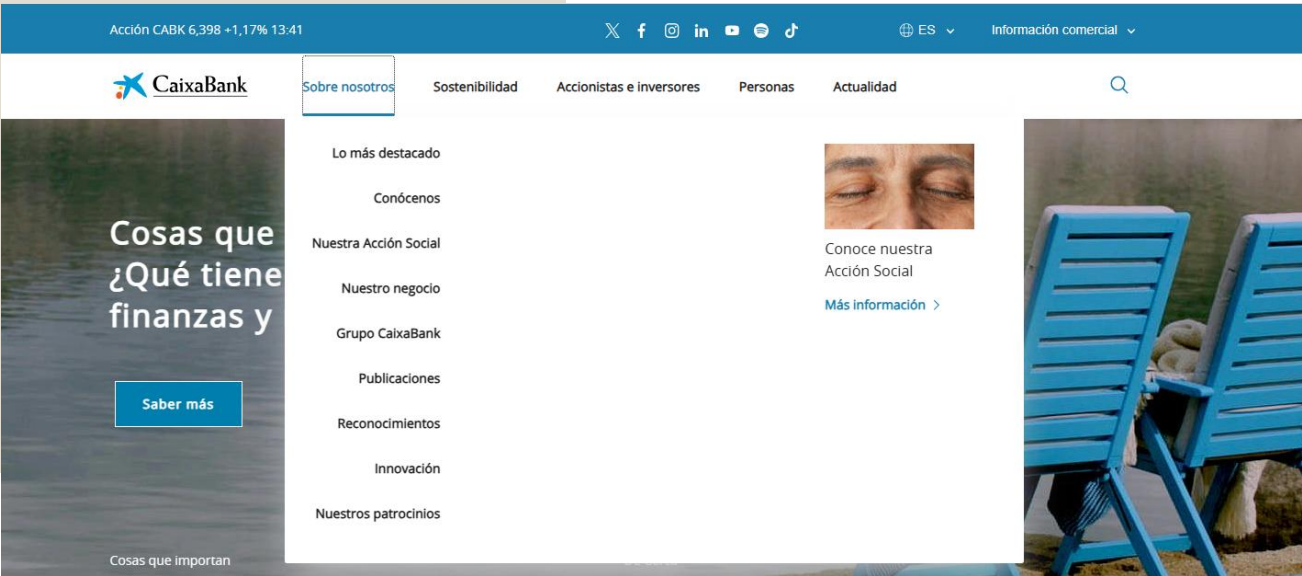 Acción CABK 6,398 +1,17% 13:41
ES
Información comercial
CaixaBank
Sobre nosotros
Sostenibilidad
Accionistas e inversores
Personas
Actualidad
Lo más destacado
Conócenos
Nuestra Acción Social
Nuestro negocio
Grupo CaixaBank
Publicaciones
Reconocimientos
Innovación
Nuestros patrocinios
Conoce nuestra
Acción Social
Más información
Cosas que
¿Qué tiene
finanzas y
Saber más
Cosas que importan